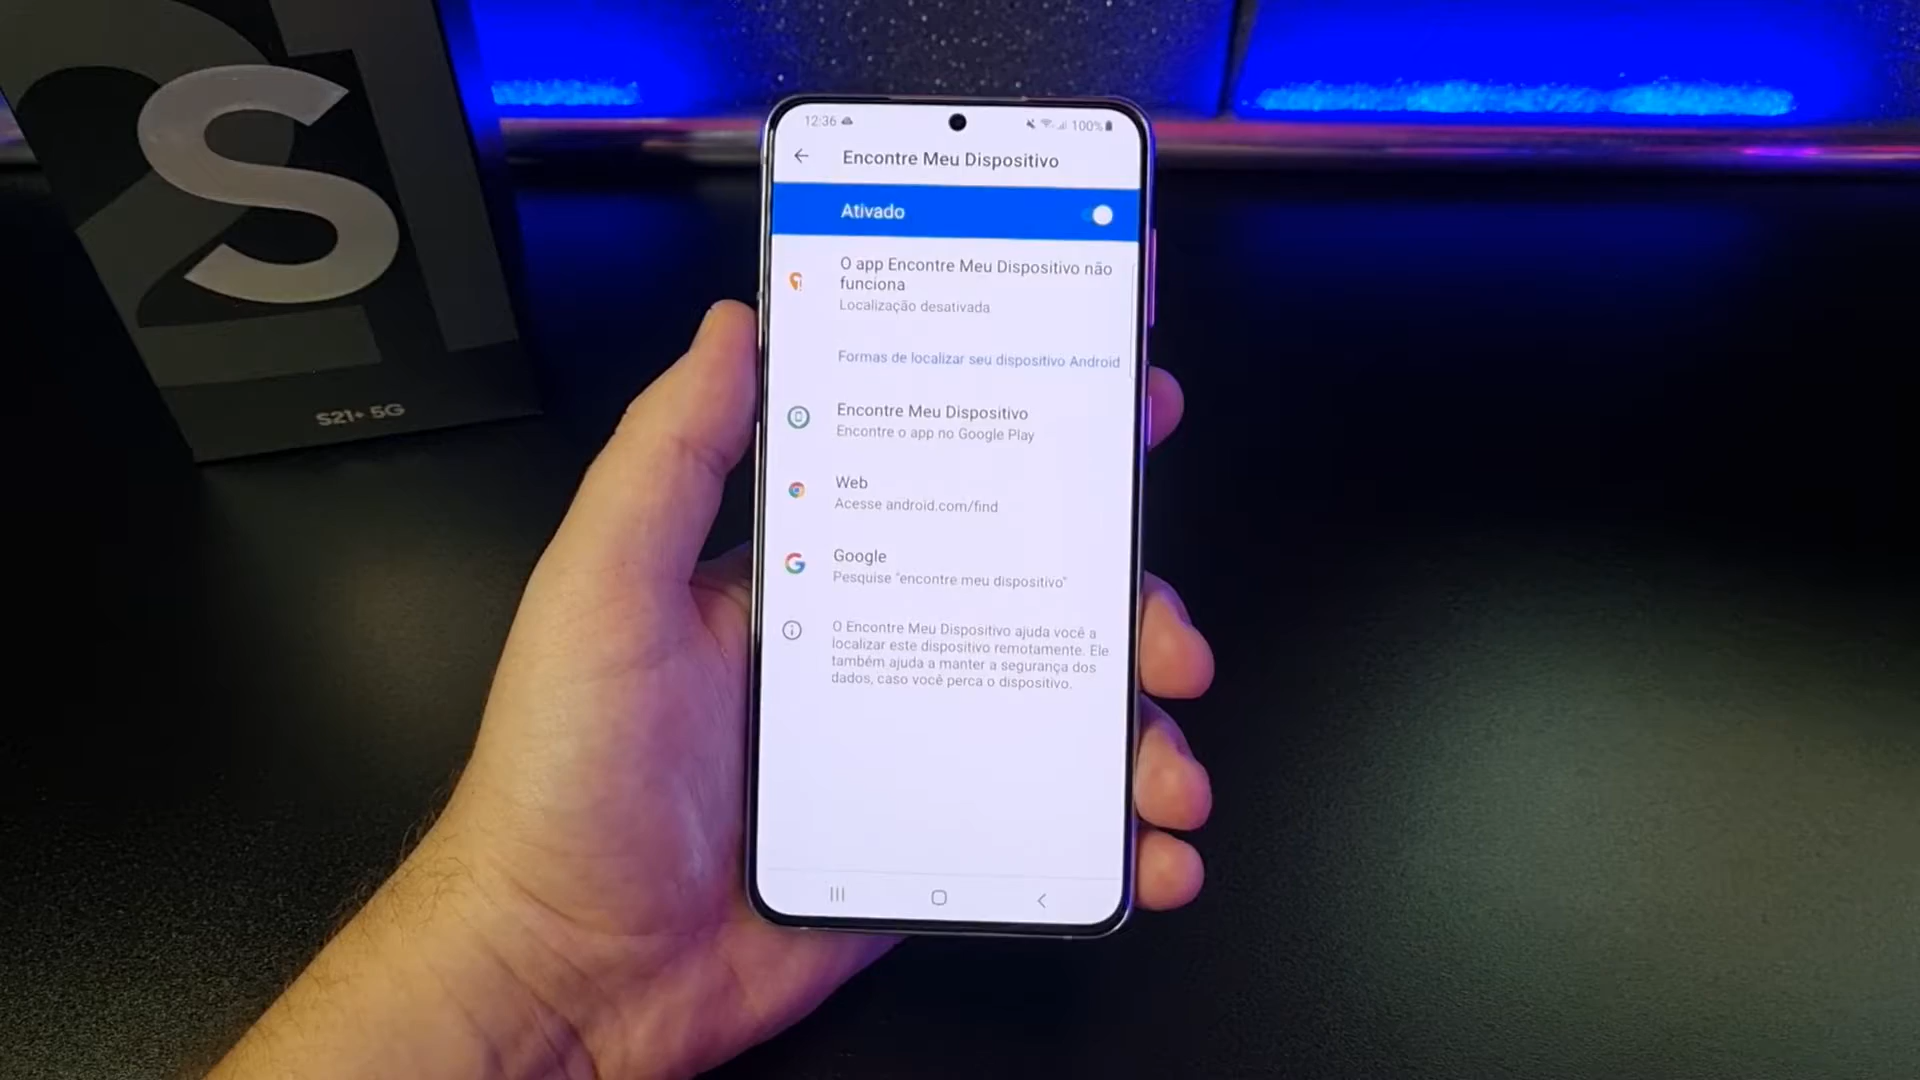 21
S
S21+ 5G
12:36
100%
Encontre Meu Dispositivo
Ativado
O app Encontre Meu Dispositivo não
funciona
Localização desativada
Formas de localizar seu dispositivo Android
Encontre Meu Dispositivo
Encontre o app no Google Play
Web
Acesse android.com/find
Google
Pesquise "encontre meu dispositivo"
O Encontre Meu Dispositivo ajuda você a
localizar este dispositivo remotamente. Ele
também ajuda a manter a segurança dos
dados, caso você perca o dispositivo.